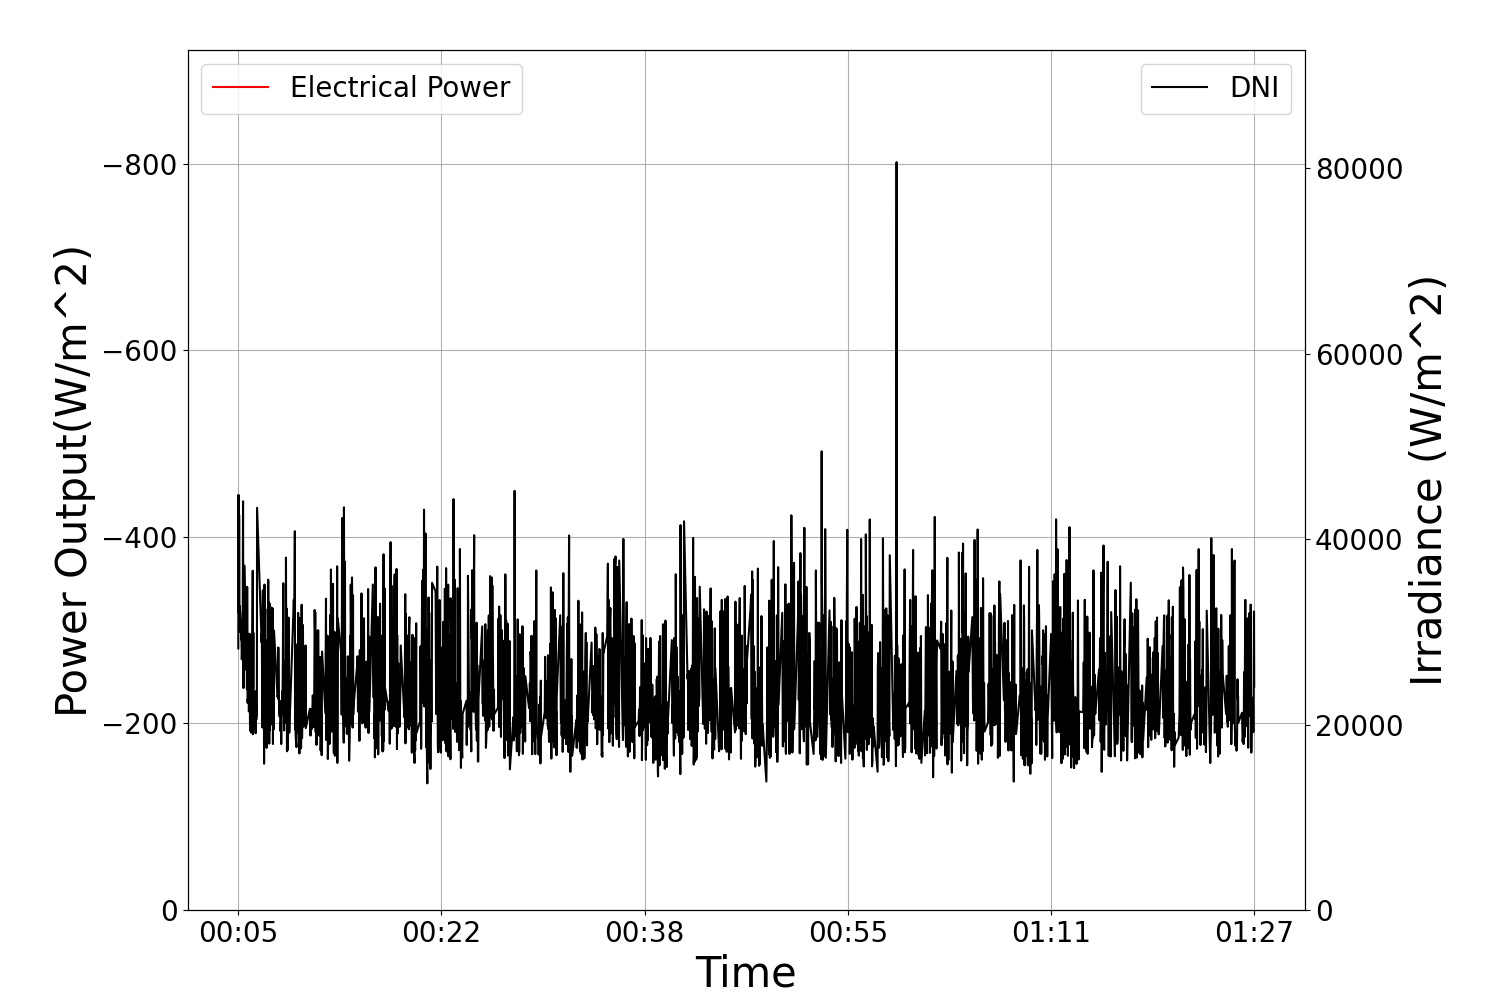 Electrical Power
DNI
−800
−600
−400
−200
0
80000
60000
40000
20000
0
Power Output(W/m^2)
Irradiance (W/m^2)
00:05 00:22 00:38 00:55 01:11 01:27
Time